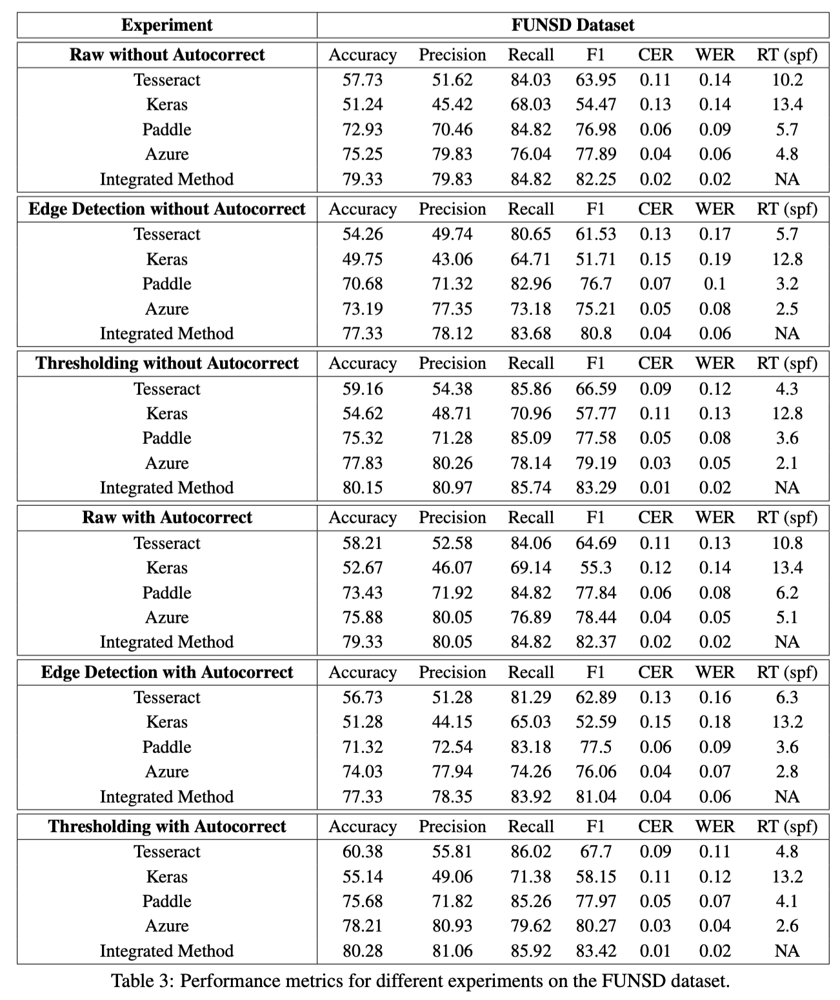 Experiment FUNSD Dataset
Raw without Autocorrect Accuracy Precision Recall F1 CER WER RT (spf)
Tesseract 57.73 51.62 84.03 63.95 0.11 0.14 10.2
Keras 51.24 45.42 68.03 54.47 0.13 0.14 13.4
Paddle 72.93 70.46 84.82 76.98 0.06 0.09 5.7
Azure 75.25 79.83 76.04 77.89 0.04 0.06 4.8
Integrated Method 79.33 79.83 84.82 82.25 0.02 0.02 NA
Edge Detection without Autocorrect Accuracy Precision Recall F1 CER WER RT (spf)
Tesseract 54.26 49.74 80.65 61.53 0.13 0.17 5.7
Keras 49.75 43.06 64.71 51.71 0.15 0.19 12.8
Paddle 70.68 71.32 82.96 76.7 0.07 0.1 3.2
Azure 73.19 77.35 73.18 75.21 0.05 0.08 2.5
Integrated Method 77.33 78.12 83.68 80.8 0.04 0.06 NA
Thresholding without Autocorrect Accuracy Precision Recall F1 CER WER RT (spf)
Tesseract 59.16 54.38 85.86 66.59 0.09 0.12 4.3
Keras 54.62 48.71 70.96 57.77 0.11 0.13 12.8
Paddle 75.32 71.28 85.09 77.58 0.05 0.08 3.6
Azure 77.83 80.26 78.14 79.19 0.03 0.05 2.1
Integrated Method 80.15 80.97 85.74 83.29 0.01 0.02 NA
Raw with Autocorrect Accuracy Precision Recall F1 CER WER RT (spf)
Tesseract 58.21 52.58 84.06 64.69 0.11 0.13 10.8
Keras 52.67 46.07 69.14 55.3 0.12 0.14 13.4
Paddle 73.43 71.92 84.82 77.84 0.06 0.08 6.2
Azure 75.88 80.05 76.89 78.44 0.04 0.05 5.1
Integrated Method 79.33 80.05 84.82 82.37 0.02 0.02 NA
Edge Detection with Autocorrect Accuracy Precision Recall F1 CER WER RT (spf)
Tesseract 56.73 51.28 81.29 62.89 0.13 0.16 6.3
Keras 51.28 44.15 65.03 52.59 0.15 0.18 13.2
Paddle 71.32 72.54 83.18 77.5 0.06 0.09 3.6
Azure 74.03 77.94 74.26 76.06 0.04 0.07 2.8
Integrated Method 77.33 78.35 83.92 81.04 0.04 0.06 NA
Thresholding with Autocorrect Accuracy Precision Recall F1 CER WER RT (spf)
Tesseract 60.38 55.81 86.02 67.7 0.09 0.11 4.8
Keras 55.14 49.06 71.38 58.15 0.11 0.12 13.2
Paddle 75.68 71.82 85.26 77.97 0.05 0.07 4.1
Azure 78.21 80.93 79.62 80.27 0.03 0.04 2.6
Integrated Method 80.28 81.06 85.92 83.42 0.01 0.02 NA
Table 3: Performance metrics for different experiments on the FUNSD dataset.